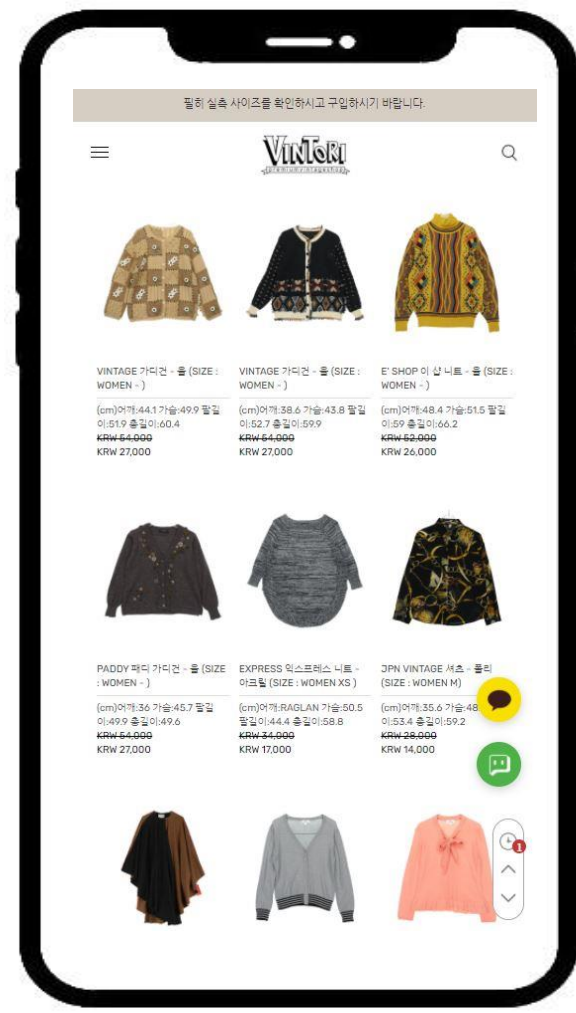 필히 실측 사이즈를 확인하시고 구입하시기 바랍니다.
VINTORI
VINTAGE 가디건 - 울 (SIZE :
WOMEN - )
(cm)어깨:44.1 가슴:49.9 팔길
이:51.9 총길이:60.4
KRW 54,000
KRW 27,000
VINTAGE 가디건 - 울 (SIZE :
WOMEN - )
(cm)어깨:38.6 가슴:43.8 팔길
이:52.7 총길이:59.9
KRW 54,000
KRW 27,000
E' SHOP 이 샵 니트 - 울 (SIZE :
WOMEN - )
(cm)어깨:48.4 가슴:51.5 팔길
이:59 총길이:66.2
KRW 52,000
KRW 26,000
PADDY 패디 가디건 - 울 (SIZE
: WOMEN - )
(cm)어깨:36 가슴:45.7 팔길
이:49.9 총길이:49.6
KRW 54,000
KRW 27,000
EXPRESS 익스프레스 니트 -
아크릴 (SIZE : WOMEN XS )
(cm)어깨:RAGLAN 가슴:50.5
팔길이:44.4 총길이:58.8
KRW 34,000
KRW 17,000
JPN VINTAGE 셔츠 - 폴리
(SIZE : WOMEN M)
(cm)어깨:35.6 가슴:48
이:53.4 총길이:59.2
KRW 28,000
KRW 14,000
1